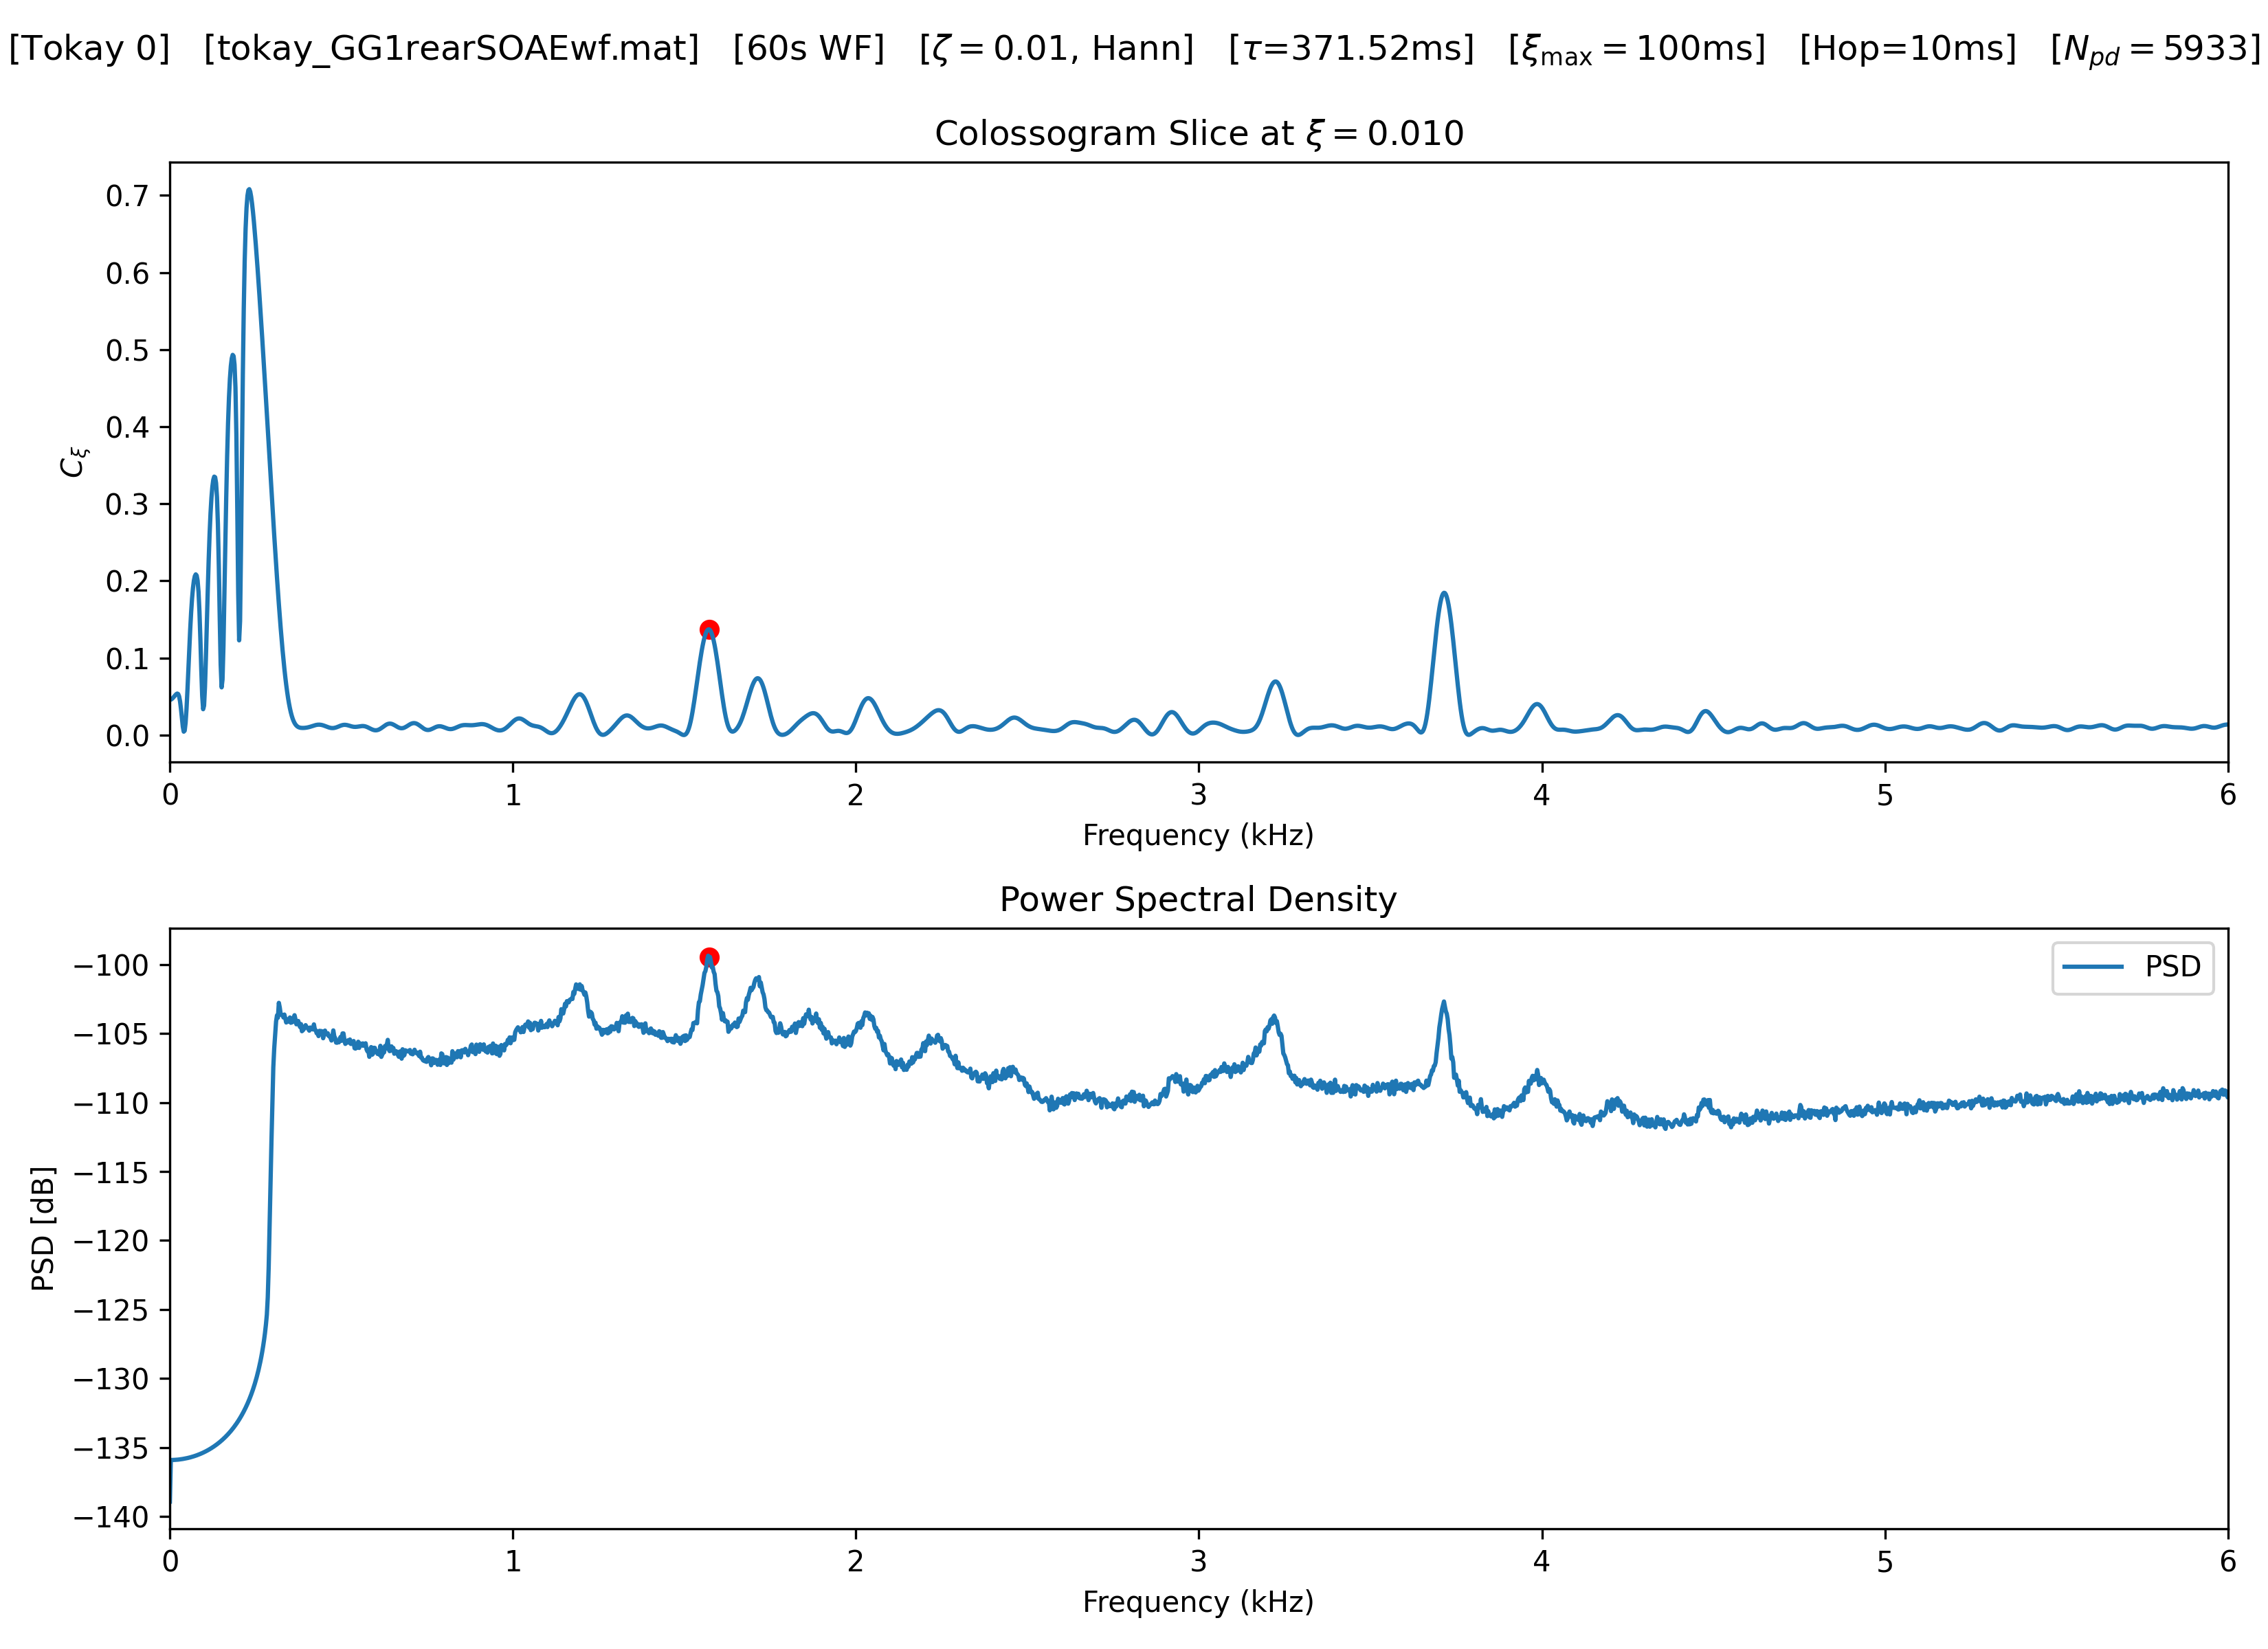 [Tokay 0] [tokay_GG1rearSOAEwf.mat] [60s WF] [ζ = 0.01, Hann] [τ=371.52ms] [ξmax = 100ms] [Hop=10ms] [Npd = 5933]
Colossogram Slice at ξ = 0.010
0.7
0.6
0.5
0.4
0.3
0.2
0.1
0.0
Cξ
0 1 2 3 4 5 6
Frequency (kHz)
Power Spectral Density
PSD
−100
−105
−110
−115
−120
−125
−130
−135
−140
PSD [dB]
0 1 2 3 4 5 6
Frequency (kHz)